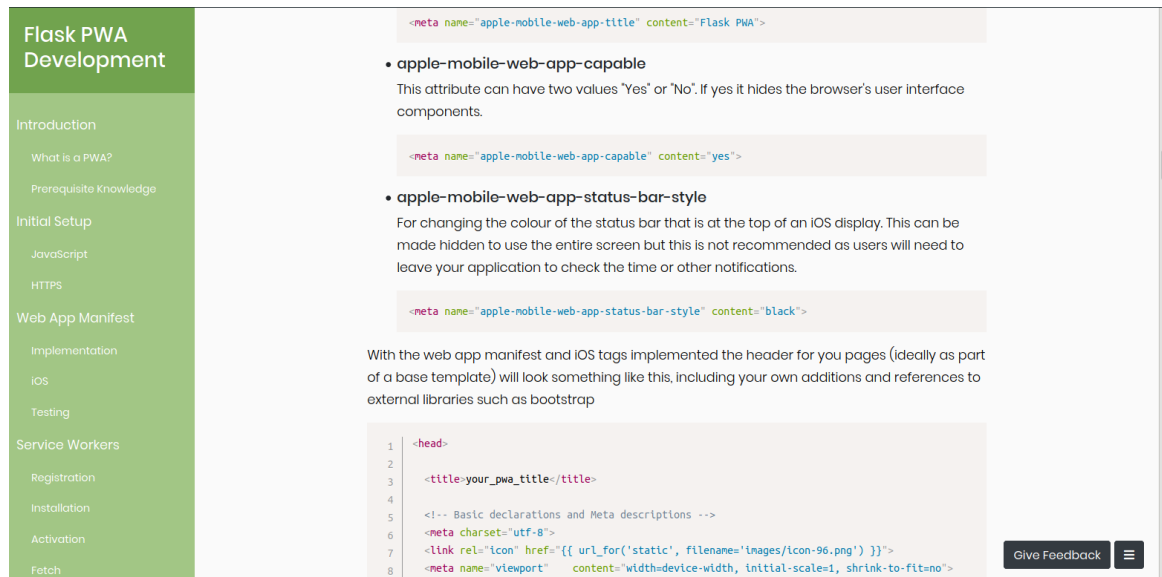 Flask PWA
Development
Introduction
What is a PWA?
Prerequisite Knowledge
Initial Setup
JavaScript
HTTPS
Web App Manifest
Implementation
iOS
Testing
Service Workers
Registration
Installation
Activation
Fetch
<meta name="apple-mobile-web-app-title" content="Flask PWA">
• apple-mobile-web-app-capable
This attribute can have two values "Yes" or "No". If yes it hides the browser's user interface
components.
<meta name="apple-mobile-web-app-capable" content="yes">
• apple-mobile-web-app-status-bar-style
For changing the colour of the status bar that is at the top of an iOS display. This can be
made hidden to use the entire screen but this is not recommended as users will need to
leave your application to check the time or other notifications.
<meta name="apple-mobile-web-app-status-bar-style" content="black">
With the web app manifest and iOS tags implemented the header for you pages (ideally as part
of a base template) will look something like this, including your own additions and references to
external libraries such as bootstrap
1 <head>
2
3 <title>your_pwa_title</title>
4
5 <!-- Basic declarations and Meta descriptions -->
6 <meta charset="utf-8">
7 <link rel="icon" href="{{ url_for('static', filename='images/icon-96.png') }}">
8 <meta name="viewport" content="width=device-width, initial-scale=1, shrink-to-fit=no">
Give Feedback